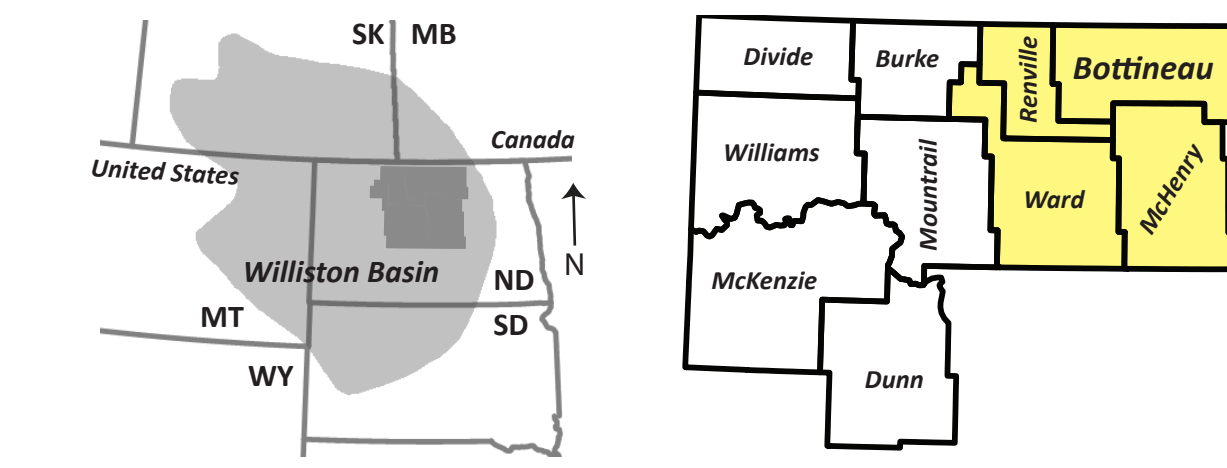 SK MB
Canada
United States
N
Williston Basin
ND
MT
SD
WY
Divide
Burke
Renville
Bottineau
Williams
Mountrail
Ward
McHenry
McKenzie
Dunn